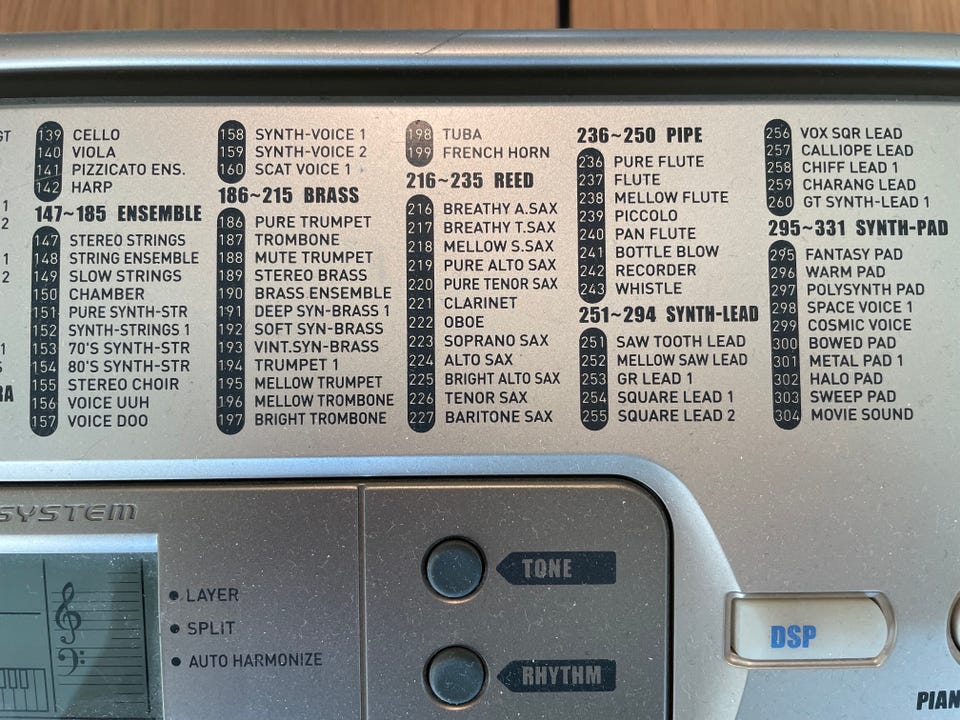 GT
1
2
1
2
1
RA
139 CELLO
140 VIOLA
141 PIZZICATO ENS.
142 HARP
147~185 ENSEMBLE
147 STEREO STRINGS
148 STRING ENSEMBLE
149 SLOW STRINGS
150 CHAMBER
151 PURE SYNTH-STR
152 SYNTH-STRINGS 1
153 70'S SYNTH-STR
154 80'S SYNTH-STR
155 STEREO CHOIR
156 VOICE UUH
157 VOICE DOO
158 SYNTH-VOICE 1
159 SYNTH-VOICE 2
160 SCAT VOICE 1
186~215 BRASS
186 PURE TRUMPET
187 TROMBONE
188 MUTE TRUMPET
189 STEREO BRASS
190 BRASS ENSEMBLE
191 DEEP SYN-BRASS 1
192 SOFT SYN-BRASS
193 VINT.SYN-BRASS
194 TRUMPET 1
195 MELLOW TRUMPET
196 MELLOW TROMBONE
197 BRIGHT TROMBONE
198 TUBA
199 FRENCH HORN
216~235 REED
216 BREATHY A.SAX
217 BREATHY T.SAX
218 MELLOW S.SAX
219 PURE ALTO SAX
220 PURE TENOR SAX
221 CLARINET
222 OBOE
223 SOPRANO SAX
224 ALTO SAX
225 BRIGHT ALTO SAX
226 TENOR SAX
227 BARITONE SAX
236~250 PIPE
236 PURE FLUTE
237 FLUTE
238 MELLOW FLUTE
239 PICCOLO
240 PAN FLUTE
241 BOTTLE BLOW
242 RECORDER
243 WHISTLE
251~294 SYNTH-LEAD
251 SAW TOOTH LEAD
252 MELLOW SAW LEAD
253 GR LEAD 1
254 SQUARE LEAD 1
255 SQUARE LEAD 2
256 VOX SQR LEAD
257 CALLIOPE LEAD
258 CHIFF LEAD 1
259 CHARANG LEAD
260 GT SYNTH-LEAD 1
295~331 SYNTH-PAD
295 FANTASY PAD
296 WARM PAD
297 POLYSYNTH PAD
298 SPACE VOICE 1
299 COSMIC VOICE
300 BOWED PAD
301 METAL PAD 1
302 HALO PAD
303 SWEEP PAD
304 MOVIE SOUND
SYSTEM
LAYER
SPLIT
AUTO HARMONIZE
TONE
RHYTHM
DSP
PIAN